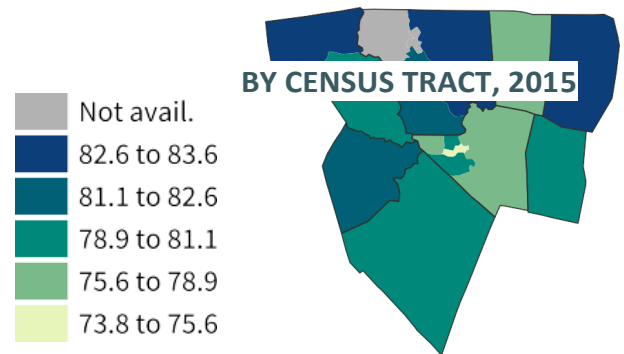 BY CENSUS TRACT, 2015
Not avail.
82.6 to 83.6
81.1 to 82.6
78.9 to 81.1
75.6 to 78.9
73.8 to 75.6